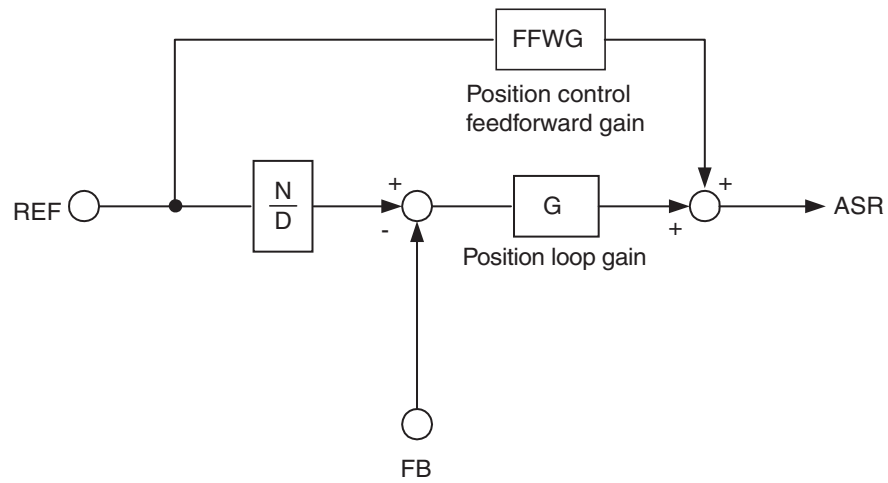 FFWG
Position control
feedforward gain
REF
N
D
+
-
G
Position loop gain
+
+
ASR
FB